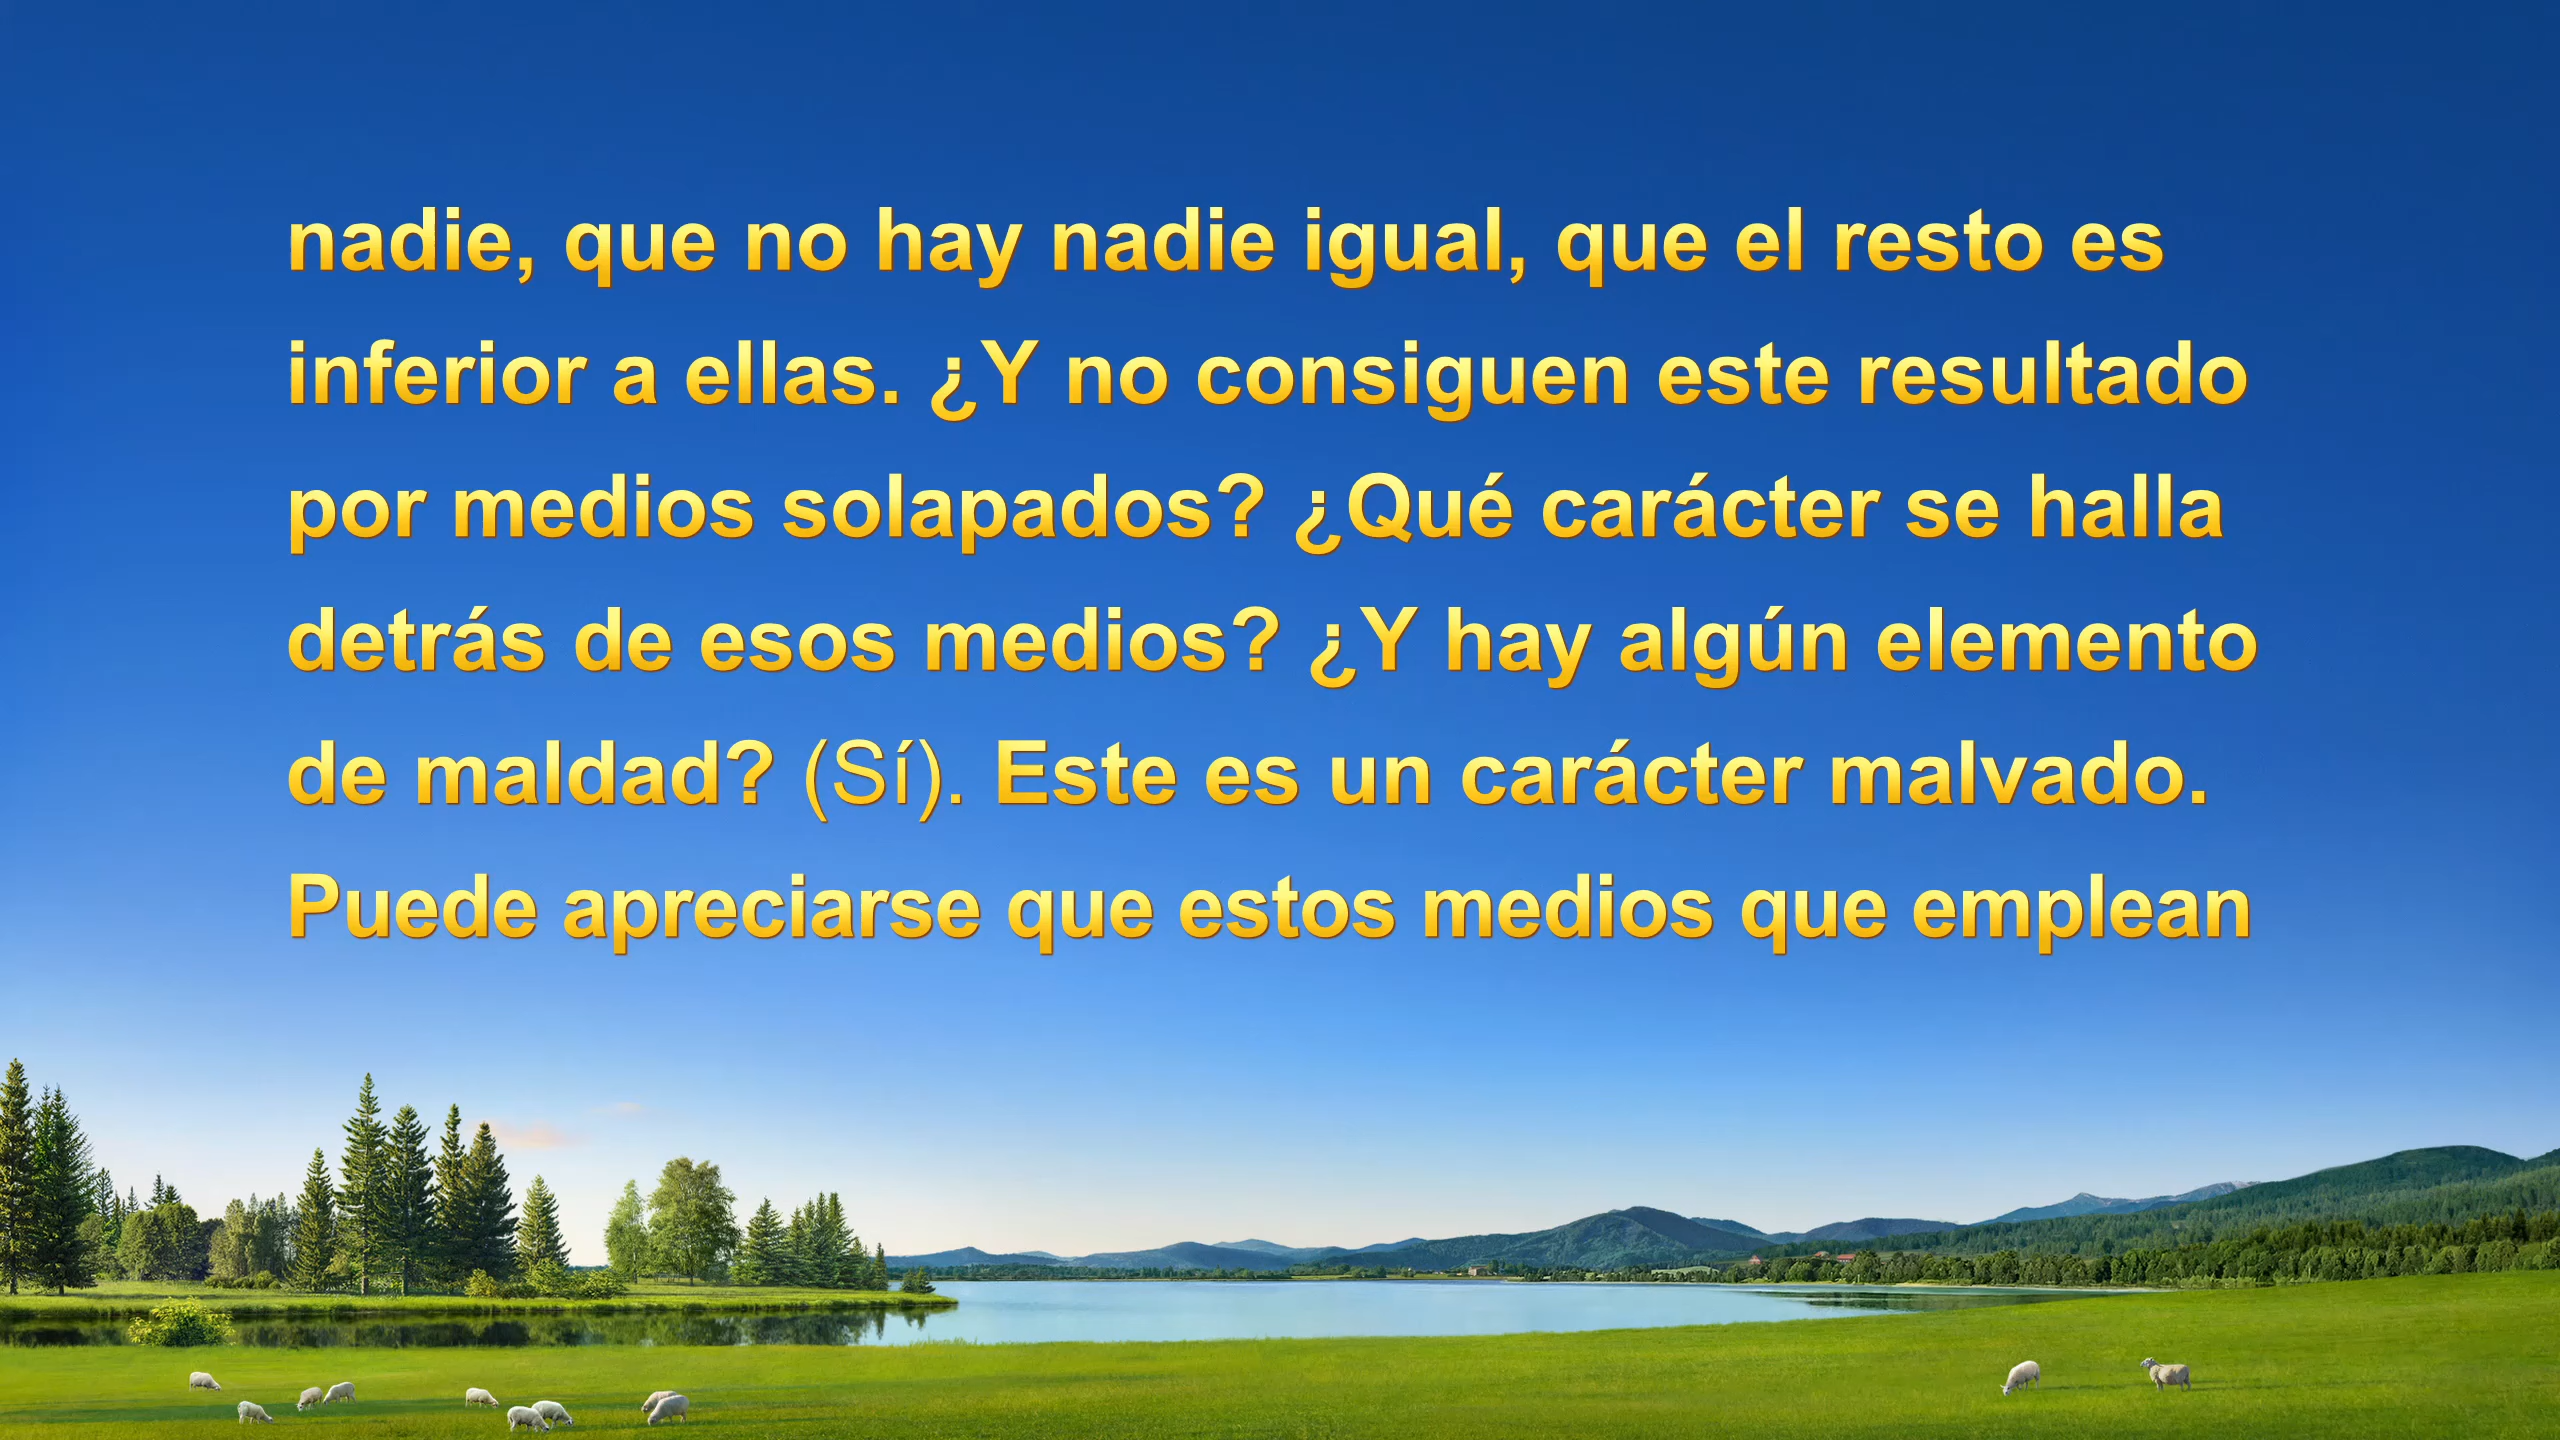 nadie, que no hay nadie igual, que el resto es
inferior a ellas. ¿Y no consiguen este resultado
por medios solapados? ¿Qué carácter se halla
detrás de esos medios? ¿Y hay algún elemento
de maldad? (Sí). Este es un carácter malvado.
Puede apreciarse que estos medios que emplean